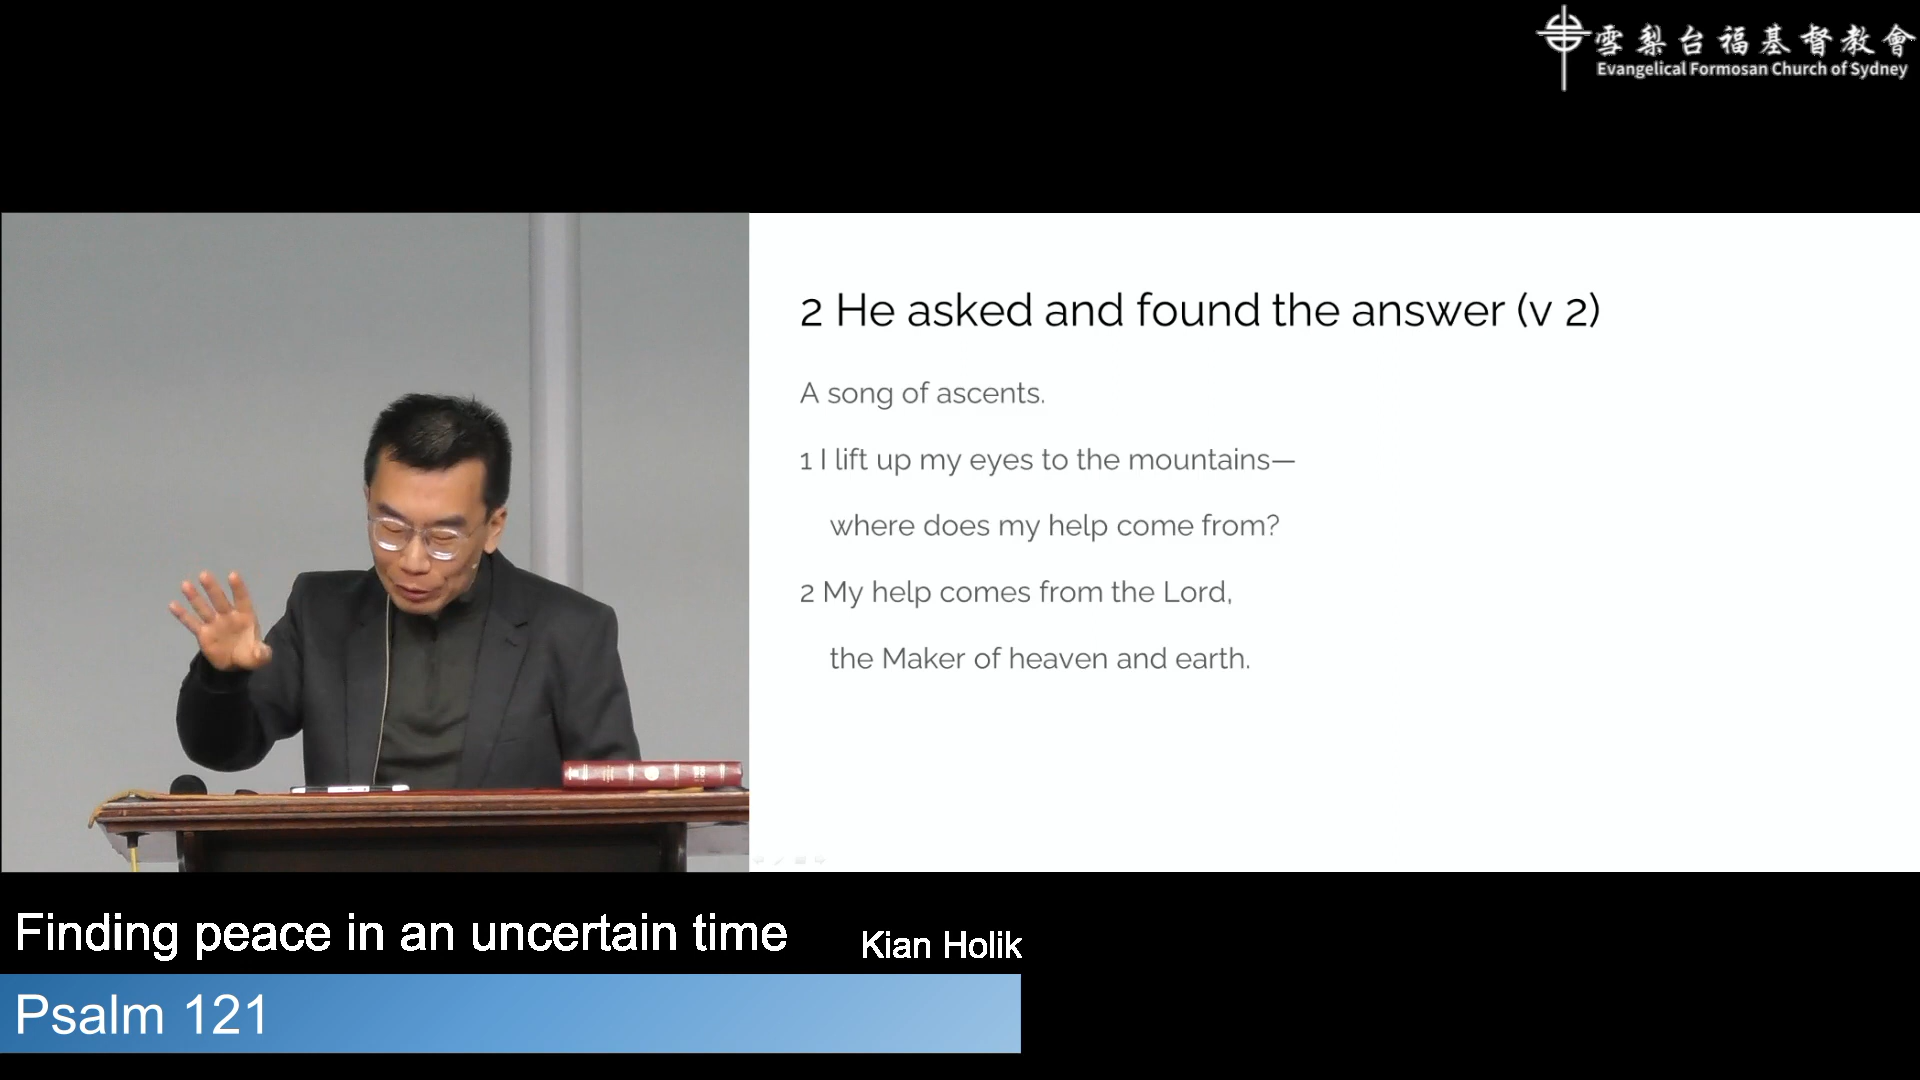 雪梨台福基督教會
Evangelical Formosan Church of Sydney
2 He asked and found the answer (v 2)
A song of ascents.
1 I lift up my eyes to the mountains—
where does my help come from?
2 My help comes from the Lord,
the Maker of heaven and earth.
Finding peace in an uncertain time
Kian Holik
Psalm 121